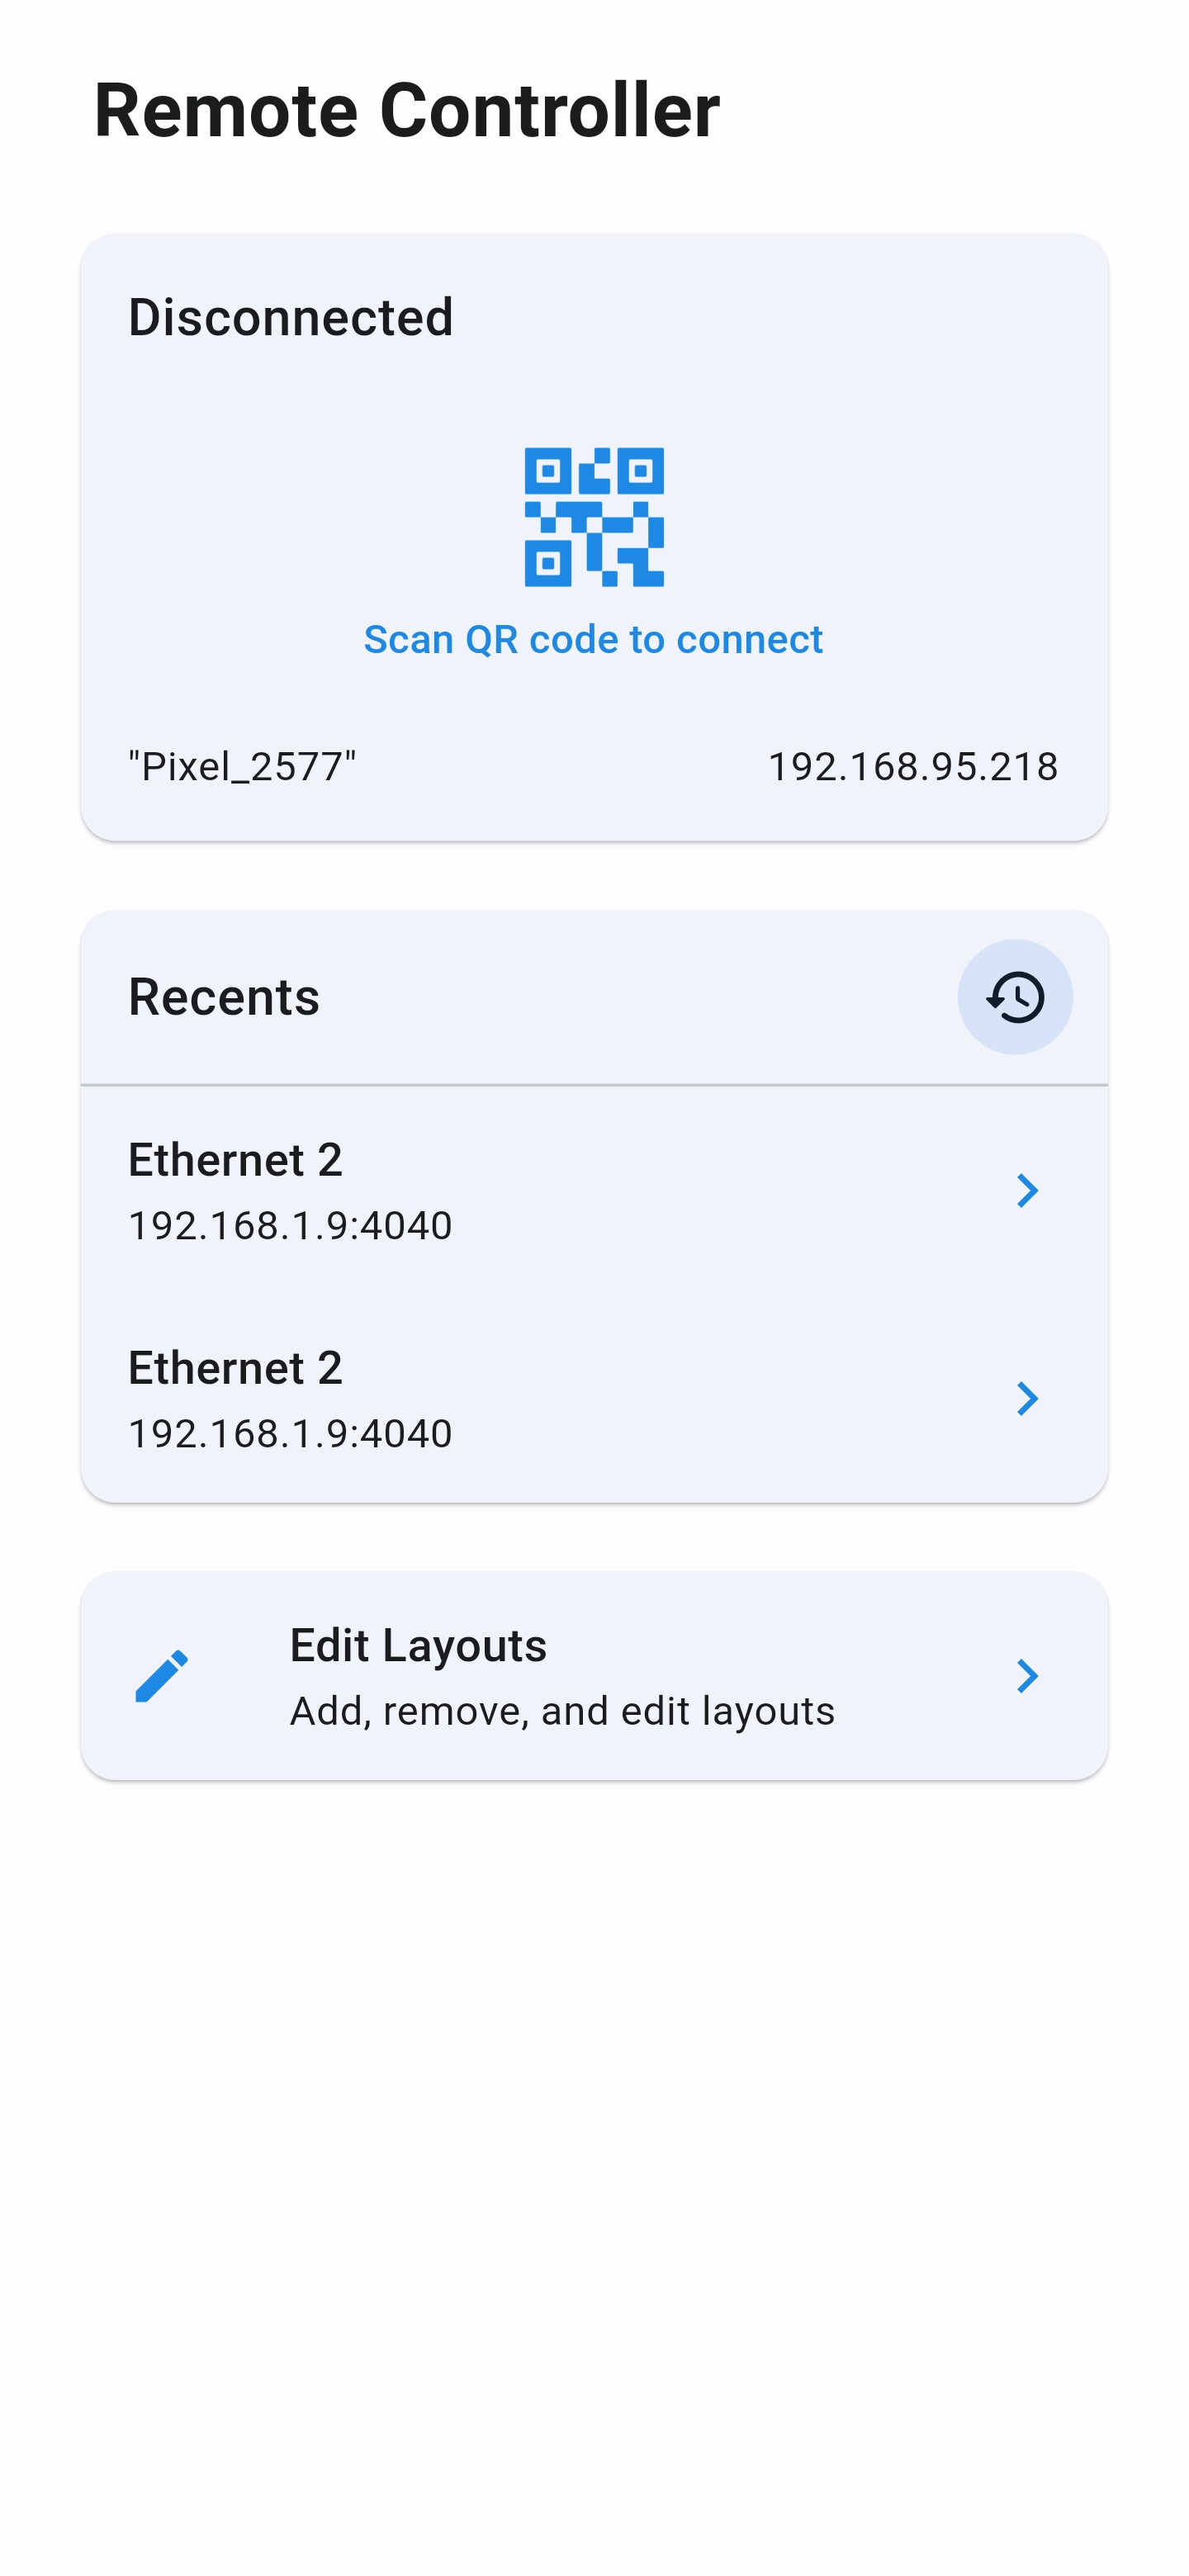 Remote Controller
Disconnected
Scan QR code to connect
"Pixel_2577" 192.168.95.218
Recents
Ethernet 2
192.168.1.9:4040
Ethernet 2
192.168.1.9:4040
Edit Layouts
Add, remove, and edit layouts